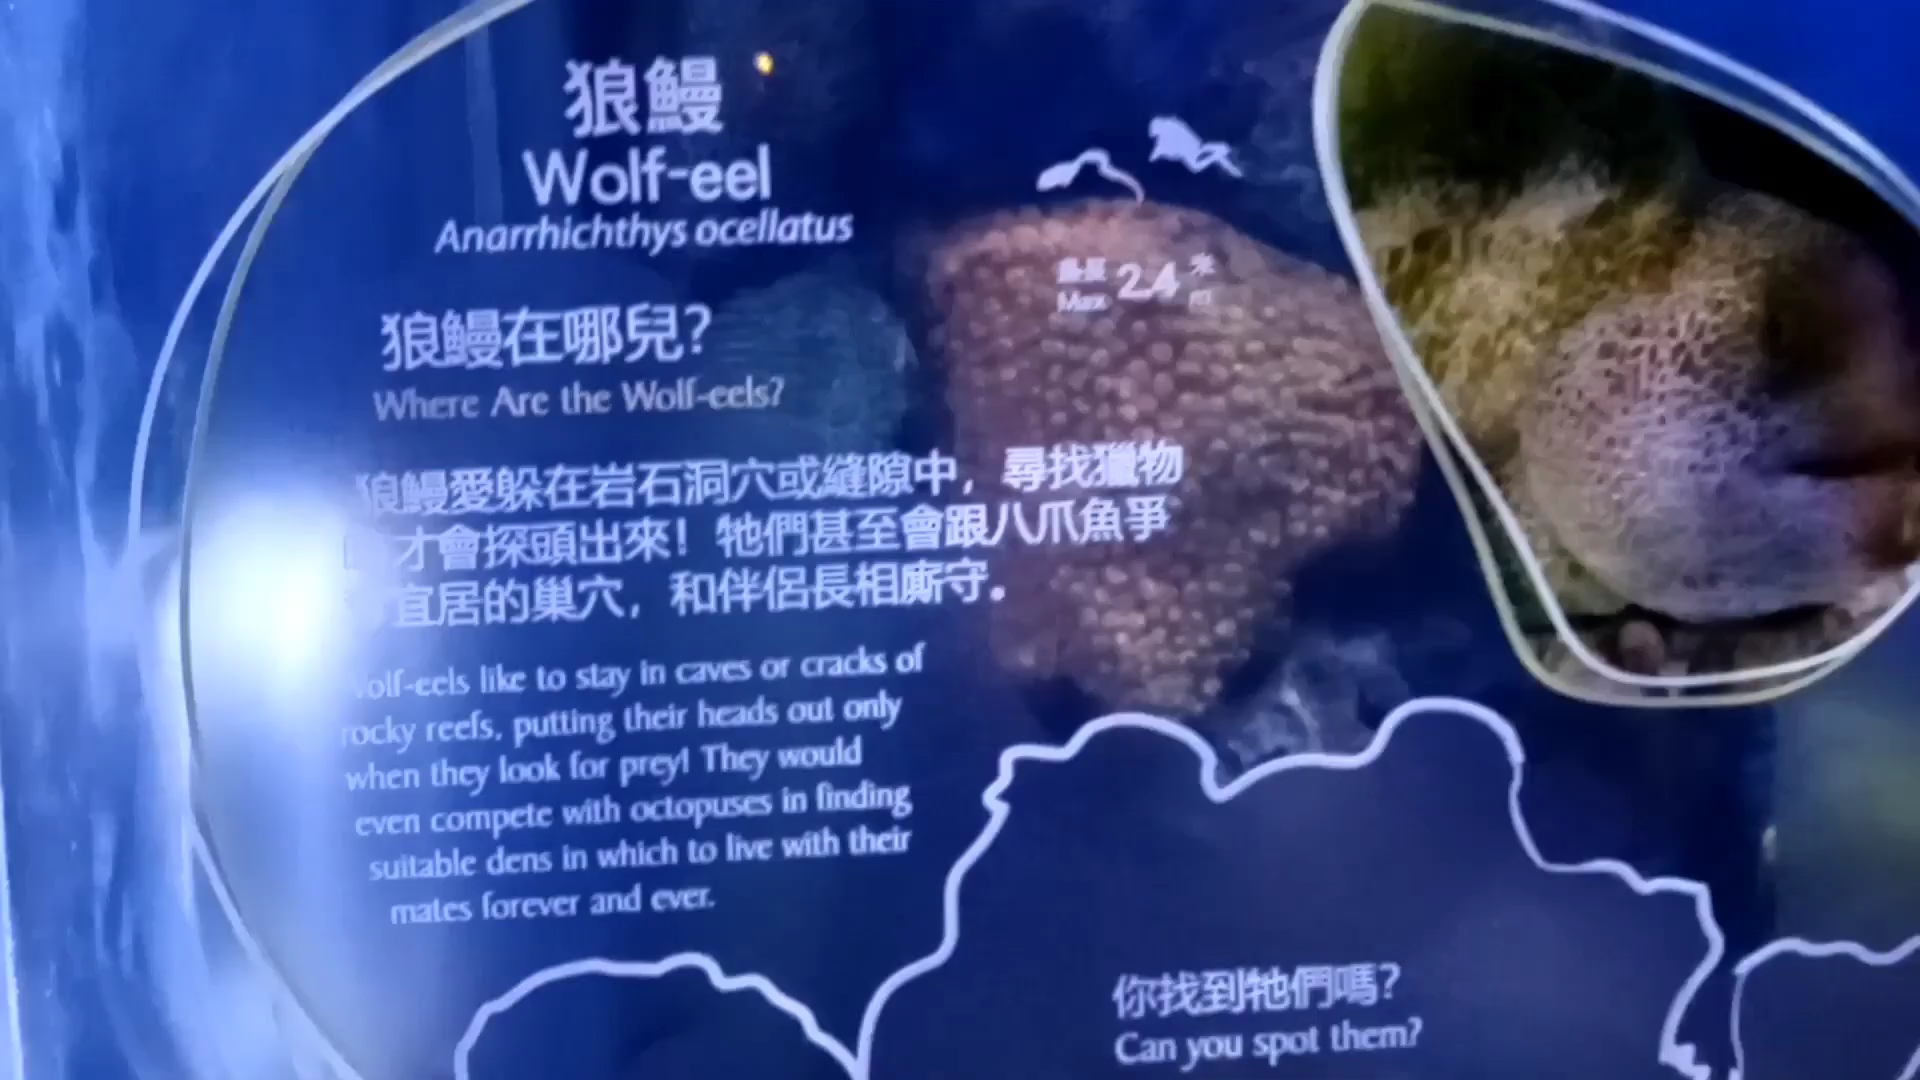 狼鰻
Wolf-eel
Anarrhichthys ocellatus
最長 2.4 米
Max m
狼鰻在哪兒?
Where Are the Wolf-eels?
狼鰻愛躲在岩石洞穴或縫隙中，尋找獵物
才會探頭出來！牠們甚至會跟八爪魚爭
宜居的巢穴，和伴侶長相廝守。
Wolf-eels like to stay in caves or cracks of
rocky reefs, putting their heads out only
when they look for prey! They would
even compete with octopuses in finding
suitable dens in which to live with their
mates forever and ever.
你找到牠們嗎?
Can you spot them?